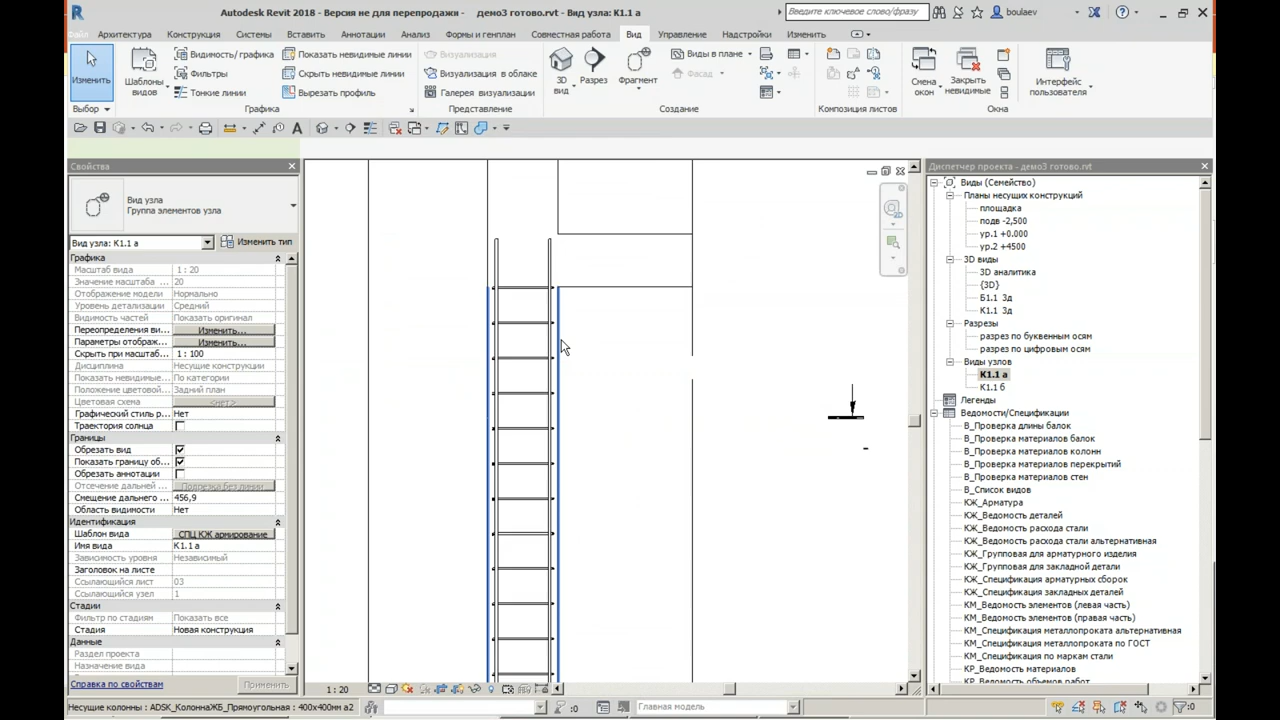 Autodesk Revit 2018 - Версия не для перепродажи - демо3 готово.rvt - Вид узла: К1.1 а
Введите ключевое слово/фразу
boulaev
Файл Архитектура Конструкция Системы Вставить Аннотации Анализ Формы и генплан Совместная работа Вид Управление Надстройки Изменить
Изменить
Шаблоны видов
Видимость/графика
Фильтры
Тонкие линии
Показать невидимые линии
Скрыть невидимые линии
Вырезать профиль
Визуализация
Визуализация в облаке
Галерея визуализации
3D вид
Разрез
Фрагмент
Виды в плане
Фасад
Смена окон
Закрыть невидимые
Интерфейс пользователя
Выбор
Графика
Представление
Создание
Композиция листов
Окна
Свойства
Вид узла
Группа элементов узла
Вид узла: К1.1 а
Изменить тип
Графика
Масштаб вида 1 : 20
Значение масштаба 20
Отображение модели Нормально
Уровень детализации Средний
Видимость частей Показать оригинал
Переопределения ви... Изменить...
Параметры отображ... Изменить...
Скрыть при масштаб... 1 : 100
Дисциплина Несущие конструкции
Показать невидимые... По категории
Положение цветовой... Задний план
Цветовая схема <нет>
Графический стиль р... Нет
Траектория солнца
Границы
Обрезать вид
Показать границу об...
Обрезать аннотации
Отсечение дальней ... Подрезка без линии
Смещение дальнего ... 456,9
Область видимости Нет
Идентификация
Шаблон вида СПЦ КЖ армирование
Имя вида К1.1 а
Зависимость уровня Независимый
Заголовок на листе
Ссылающийся лист 03
Ссылающийся узел 1
Стадии
Фильтр по стадиям Показать все
Стадия Новая конструкция
Данные
Раздел проекта
Назначение вида
Справка по свойствам
Применить
Диспетчер проекта - демо3 готово.rvt
Виды (Семейство)
Планы несущих конструкций
площадка
подв -2,500
ур.1 +0.000
ур.2 +4500
3D виды
3D аналитика
{3D}
Б1.1 3д
К1.1 3д
Разрезы
разрез по буквенным осям
разрез по цифровым осям
Виды узлов
К1.1 а
К1.1 б
Легенды
Ведомости/Спецификации
В_Проверка длины балок
В_Проверка материалов балок
В_Проверка материалов колонн
В_Проверка материалов перекрытий
В_Проверка материалов стен
В_Список видов
КЖ_Арматура
КЖ_Ведомость деталей
КЖ_Ведомость расхода стали
КЖ_Ведомость расхода стали альтернативная
КЖ_Групповая для арматурного изделия
КЖ_Групповая для закладной детали
КЖ_Спецификация арматурных сборок
КЖ_Спецификация закладных деталей
КМ_Ведомость элементов (левая часть)
КМ_Ведомость элементов (правая часть)
КМ_Спецификация металлопроката альтернативная
КМ_Спецификация металлопроката по ГОСТ
КМ_Спецификация по маркам стали
КР_Ведомость материалов
КР_Ведомость объемов работ
1 : 20
Несущие колонны : ADSK_КолоннаЖБ_Прямоугольная : 400x400мм а2
:0
Главная модель
:0